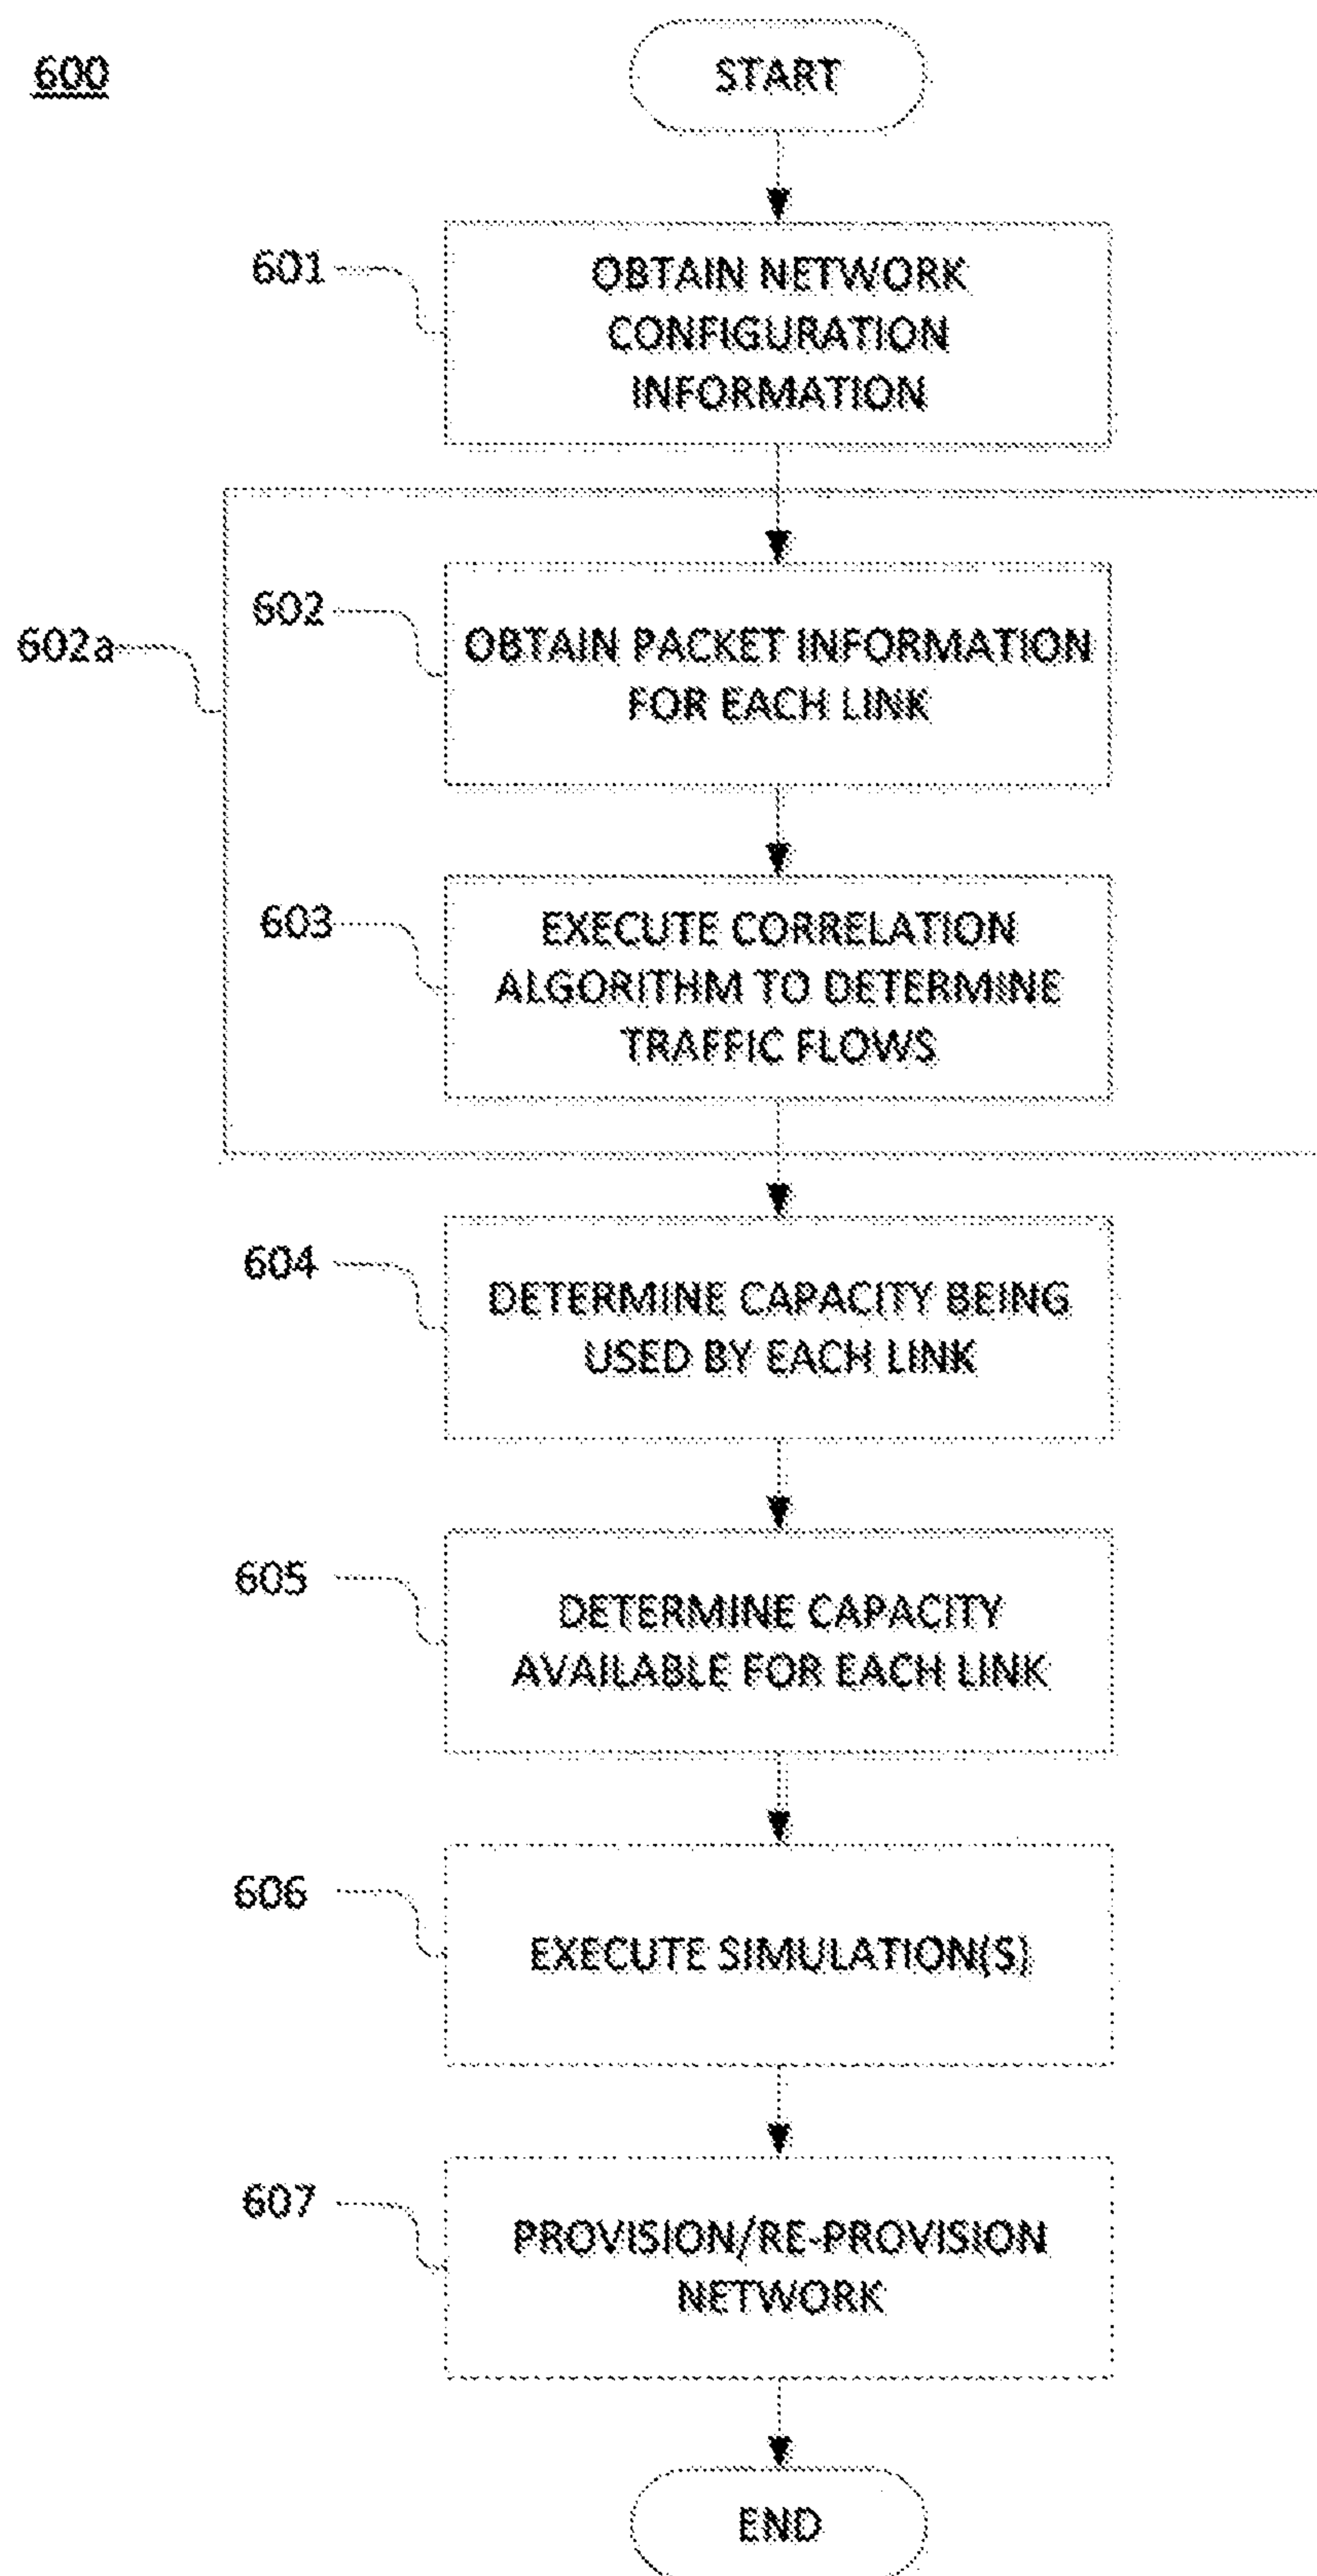 600
START
601
OBTAIN NETWORK
CONFIGURATION
INFORMATION
602
602a
OBTAIN PACKET INFORMATION
FOR EACH LINK
603
EXECUTE CORRELATION
ALGORITHM TO DETERMINE
TRAFFIC FLOWS
604
DETERMINE CAPACITY BEING
USED BY EACH LINK
605
DETERMINE CAPACITY
AVAILABLE FOR EACH LINK
606
EXECUTE SIMULATION(S)
607
PROVISION/RE-PROVISION
NETWORK
END